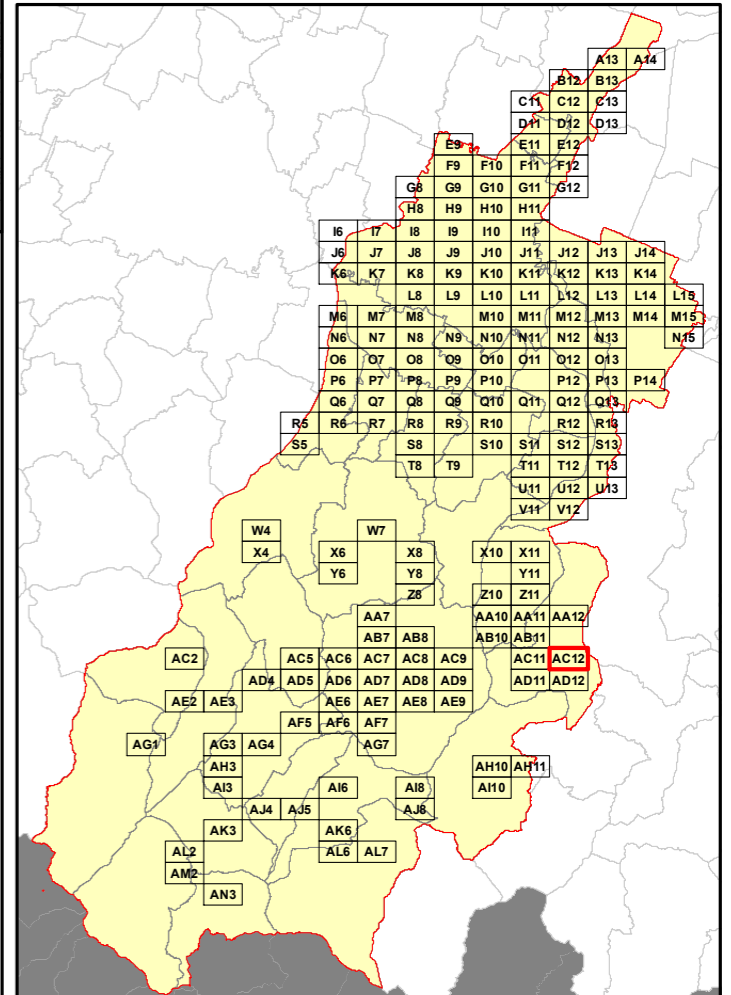 A13 A14
B12 B13
C11 C12 C13
D11 D12 D13
E9 E11 E12
F9 F10 F11 F12
G8 G9 G10 G11 G12
H8 H9 H10 H11
I6 I7 I8 I9 I10 I11
J6 J7 J8 J9 J10 J11 J12 J13 J14
K6 K7 K8 K9 K10 K11 K12 K13 K14
L8 L9 L10 L11 L12 L13 L14 L15
M6 M7 M8 M10 M11 M12 M13 M14 M15
N6 N7 N8 N9 N10 N11 N12 N13 N15
O6 O7 O8 O9 O10 O11 O12 O13
P6 P7 P8 P9 P10 P12 P13 P14
Q6 Q7 Q8 Q9 Q10 Q11 Q12 Q13
R5 R6 R7 R8 R9 R10 R12 R13
S5 S8 S10 S11 S12 S13
T8 T9 T11 T12 T13
U11 U12 U13
V11 V12
W4 W7
X4 X6 X8 X10 X11
Y6 Y8 Y11
Z8 Z10 Z11
AA7 AA10 AA11 AA12
AB7 AB8 AB10 AB11
AC2 AC5 AC6 AC7 AC8 AC9 AC11 AC12
AD4 AD5 AD6 AD7 AD8 AD9 AD11 AD12
AE2 AE3 AE6 AE7 AE8 AE9
AF5 AF6 AF7
AG1 AG3 AG4 AG7
AH3 AH10 AH11
AI3 AI6 AI8 AI10
AJ4 AJ5 AJ8
AK3 AK6
AL2 AL6 AL7
AM2
AN3